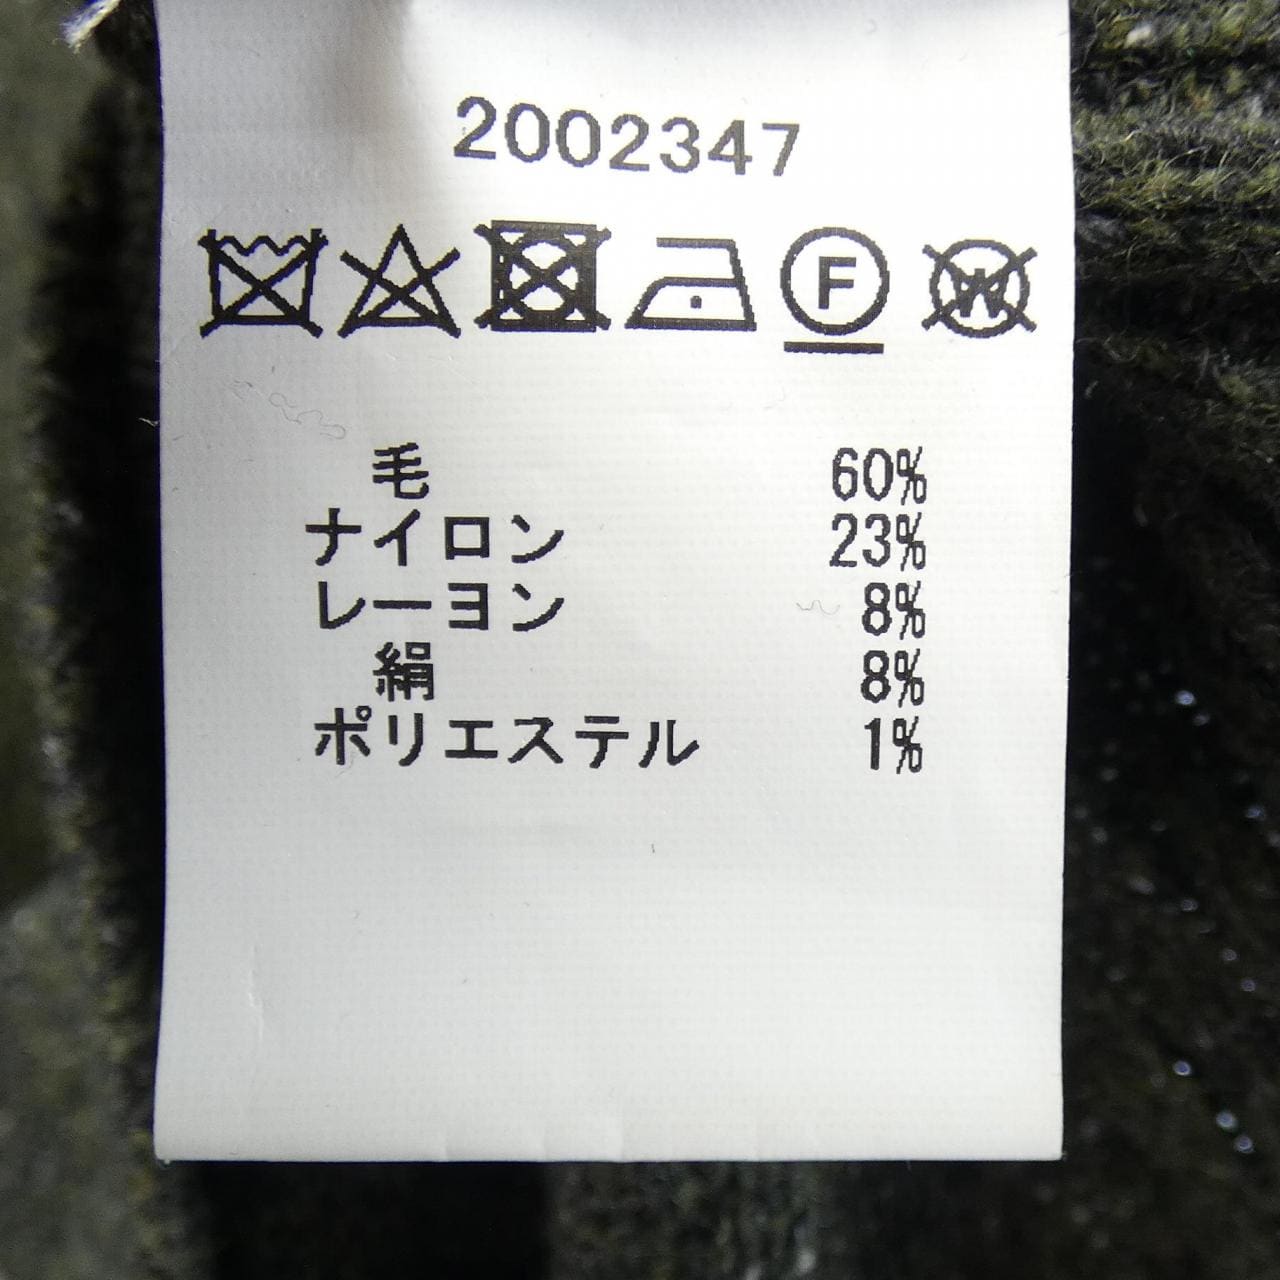 2002347
F W
毛 60%
ナイロン 23%
レーヨン 8%
絹 8%
ポリエステル 1%